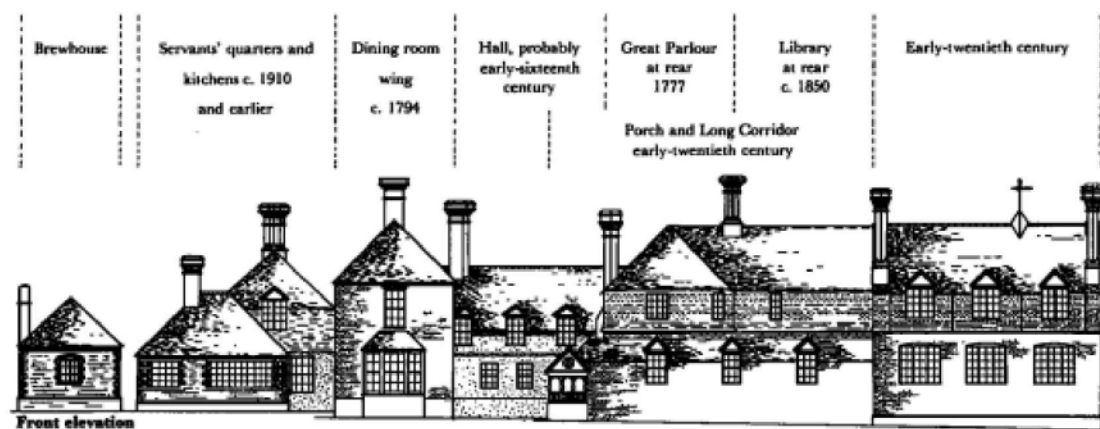 Brewhouse
Servants' quarters and
kitchens c. 1910
and earlier
Dining room
wing
c. 1794
Hall, probably
early-sixteenth
century
Great Parlour
at rear
1777
Library
at rear
c. 1850
Early-twentieth century
Porch and Long Corridor
early-twentieth century
Front elevation